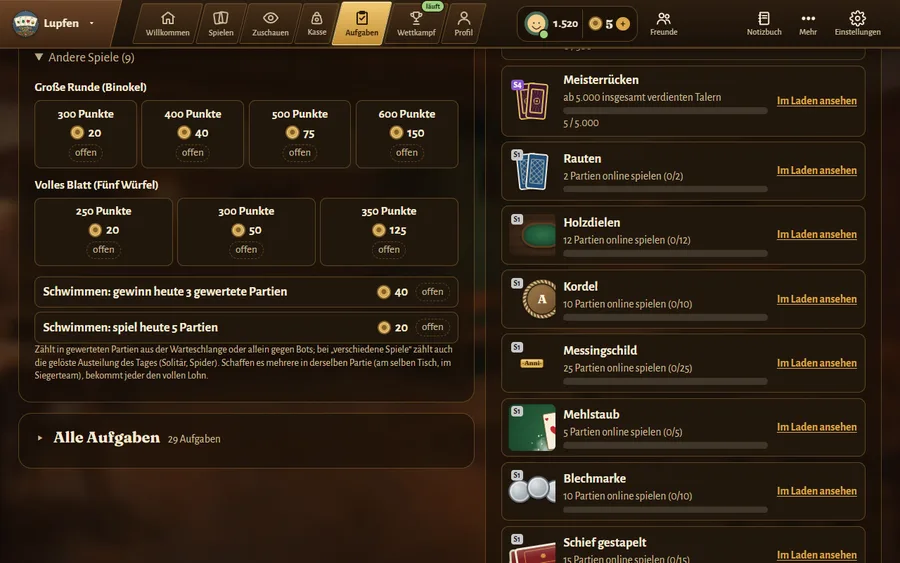 Lupfen
Willkommen
Spielen
Zuschauen
Kasse
Aufgaben
läuft
Wettkampf
Profil
1.520
5
+
Freunde
Notizbuch
Mehr
Einstellungen
Andere Spiele (9)
Große Runde (Binokel)
300 Punkte
20
offen
400 Punkte
40
offen
500 Punkte
75
offen
600 Punkte
150
offen
Volles Blatt (Fünf Würfel)
250 Punkte
20
offen
300 Punkte
50
offen
350 Punkte
125
offen
Schwimmen: gewinn heute 3 gewertete Partien
40
offen
Schwimmen: spiel heute 5 Partien
20
offen
Zählt in gewerteten Partien aus der Warteschlange oder allein gegen Bots; bei „verschiedene Spiele“ zählt auch
die gelöste Austeilung des Tages (Solitär, Spider). Schaffen es mehrere in derselben Partie (am selben Tisch, im
Siegerteam), bekommt jeder den vollen Lohn.
Alle Aufgaben 29 Aufgaben
S4
Meisterrücken
ab 5.000 insgesamt verdienten Talern
5 / 5.000
Im Laden ansehen
S1
Rauten
2 Partien online spielen (0/2)
Im Laden ansehen
S1
Holzdielen
12 Partien online spielen (0/12)
Im Laden ansehen
S1
A
Kordel
10 Partien online spielen (0/10)
Im Laden ansehen
S1
Anni
Messingschild
25 Partien online spielen (0/25)
Im Laden ansehen
S1
Mehlstaub
5 Partien online spielen (0/5)
Im Laden ansehen
S1
Blechmarke
10 Partien online spielen (0/10)
Im Laden ansehen
S1
Schief gestapelt
15 Partien online spielen (0/15)
Im Laden ansehen